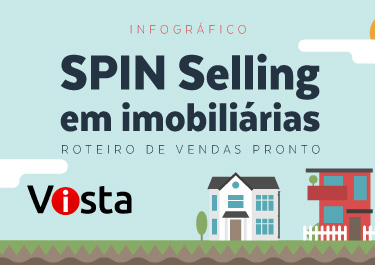 INFOGRÁFICO
SPIN Selling
em imobiliárias
ROTEIRO DE VENDAS PRONTO
Vista